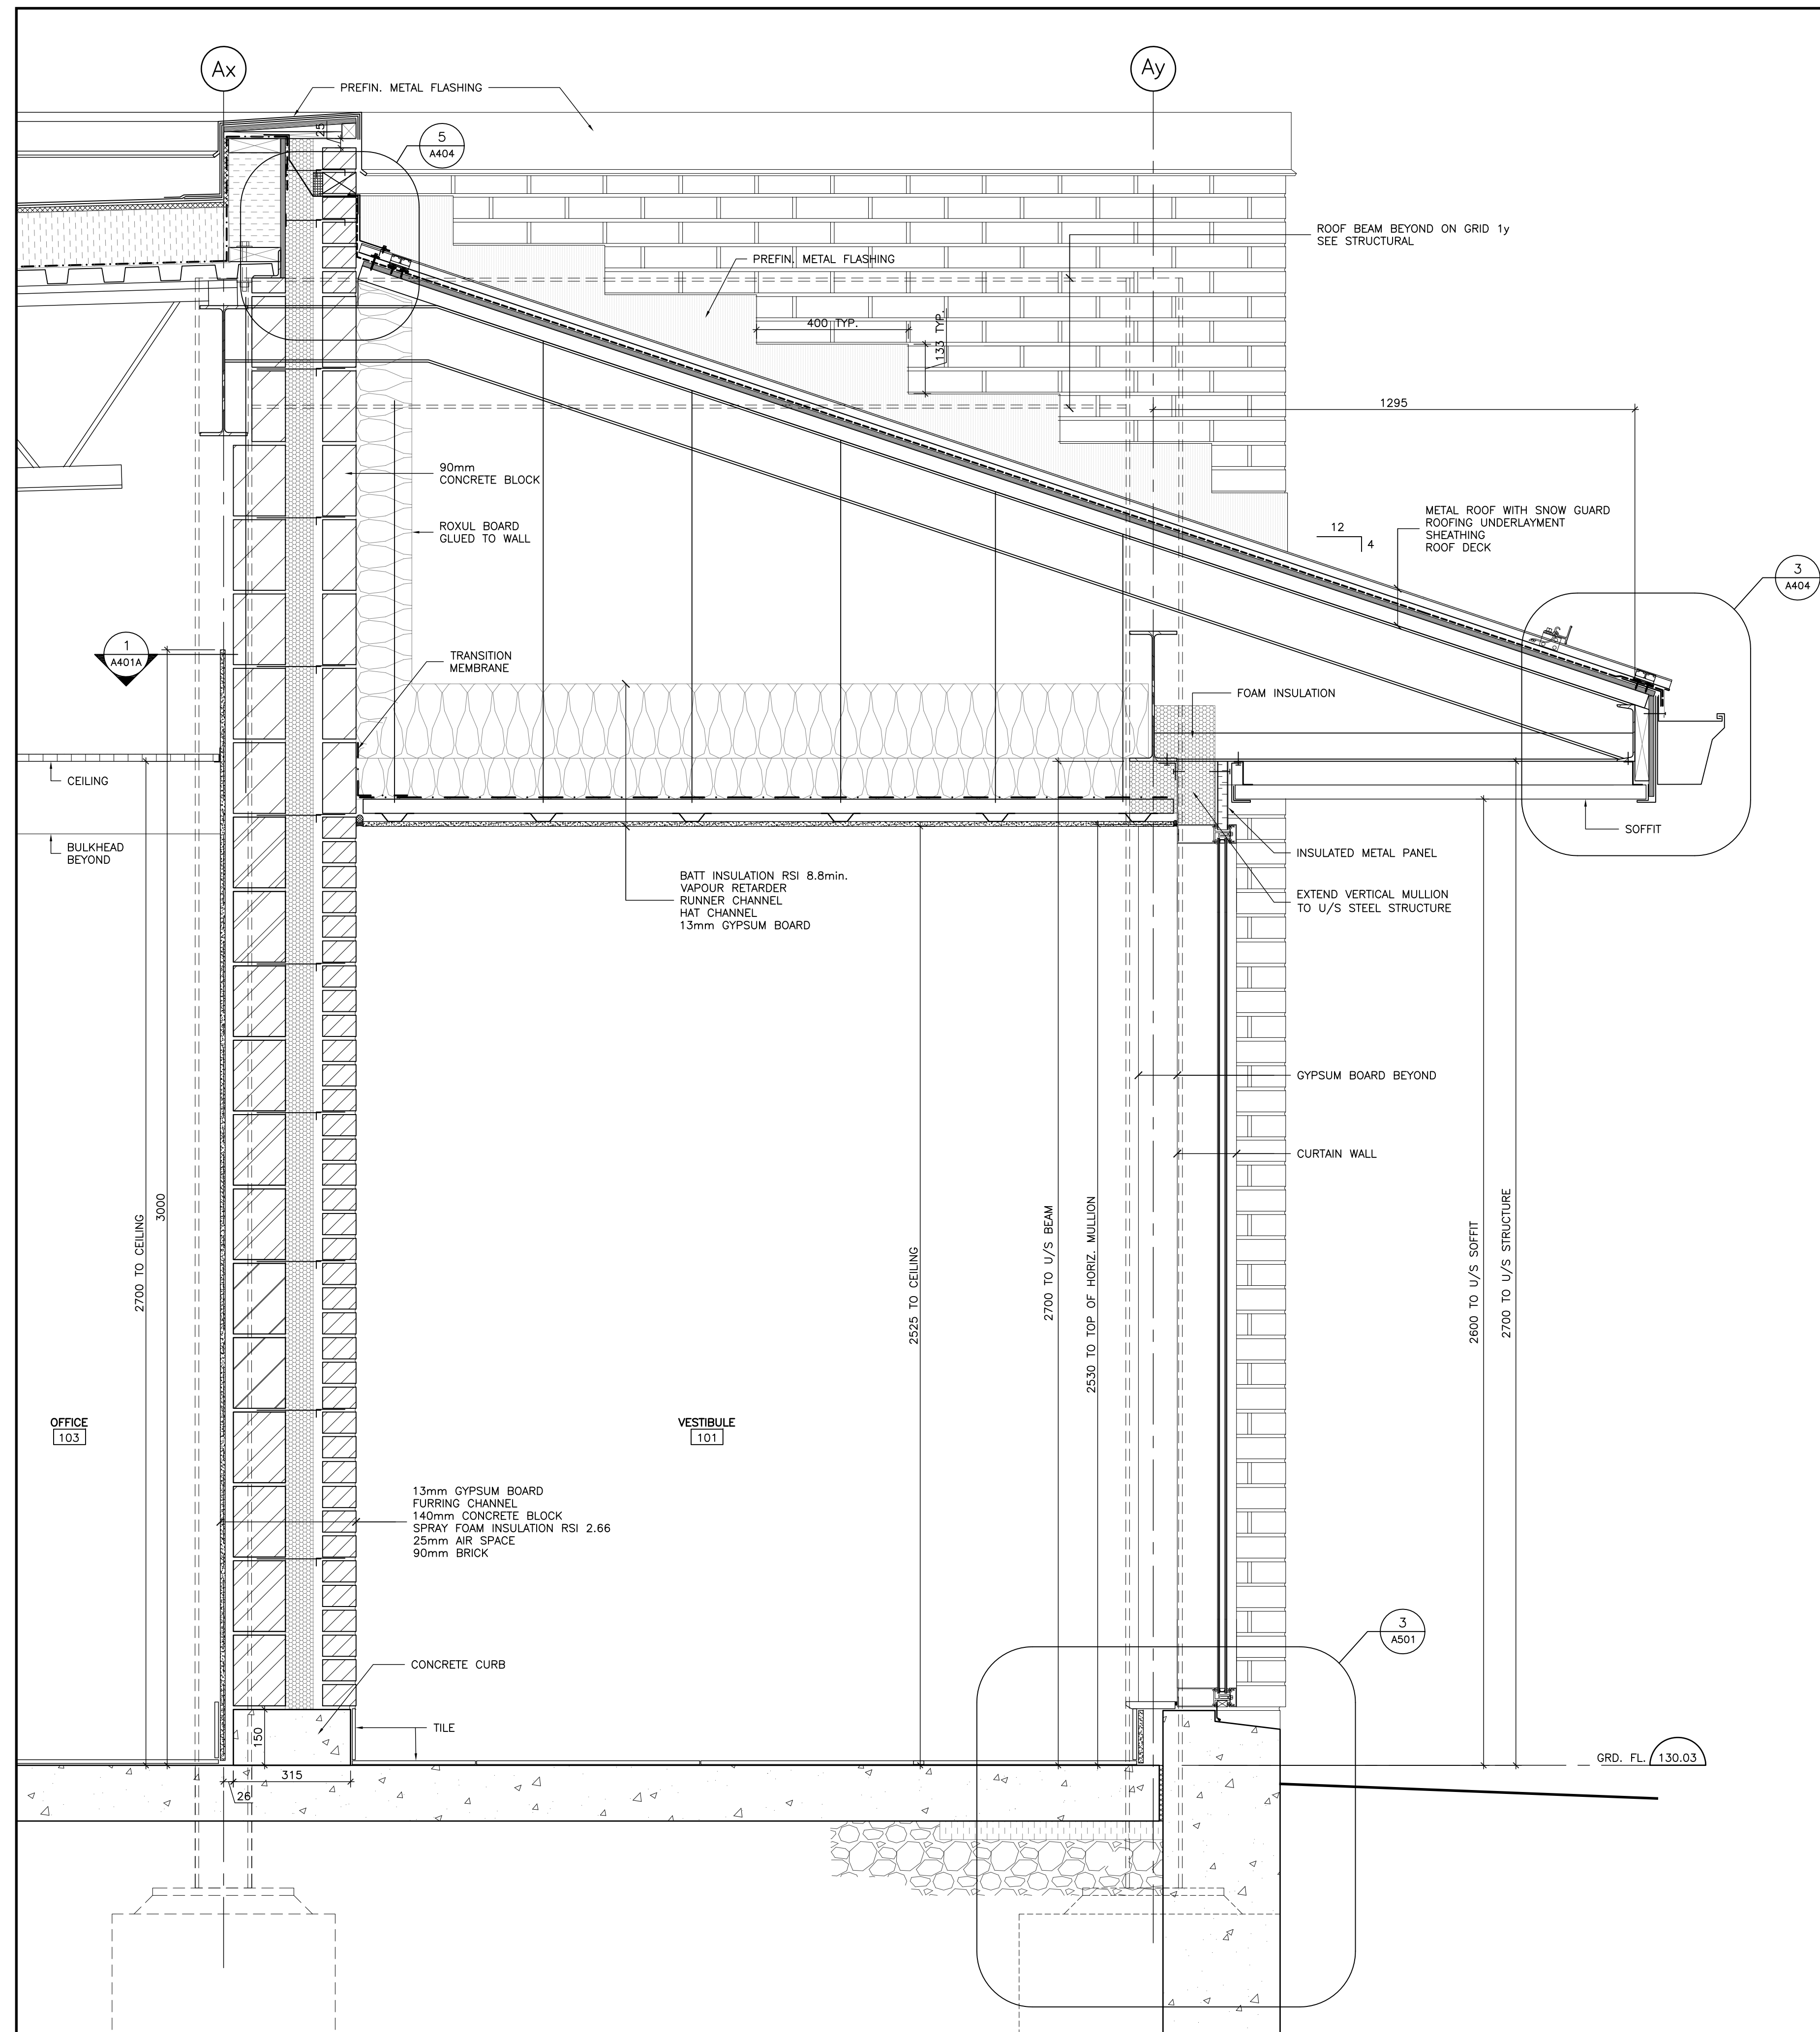 Ax
Ay
PREFIN. METAL FLASHING
25
5
A404
ROOF BEAM BEYOND ON GRID 1y
SEE STRUCTURAL
PREFIN. METAL FLASHING
400 TYP.
133 TYP.
1295
90mm
CONCRETE BLOCK
ROXUL BOARD
GLUED TO WALL
METAL ROOF WITH SNOW GUARD
ROOFING UNDERLAYMENT
SHEATHING
ROOF DECK
12
4
3
A404
1
A401A
TRANSITION
MEMBRANE
FOAM INSULATION
CEILING
SOFFIT
BULKHEAD
BEYOND
INSULATED METAL PANEL
BATT INSULATION RSI 8.8min.
VAPOUR RETARDER
RUNNER CHANNEL
HAT CHANNEL
13mm GYPSUM BOARD
EXTEND VERTICAL MULLION
TO U/S STEEL STRUCTURE
GYPSUM BOARD BEYOND
CURTAIN WALL
2700 TO CEILING
3000
2525 TO CEILING
2700 TO U/S BEAM
2530 TO TOP OF HORIZ. MULLION
2600 TO U/S SOFFIT
2700 TO U/S STRUCTURE
OFFICE
103
VESTIBULE
101
13mm GYPSUM BOARD
FURRING CHANNEL
140mm CONCRETE BLOCK
SPRAY FOAM INSULATION RSI 2.66
25mm AIR SPACE
90mm BRICK
3
A501
CONCRETE CURB
TILE
150
315
26
GRD. FL. 130.03